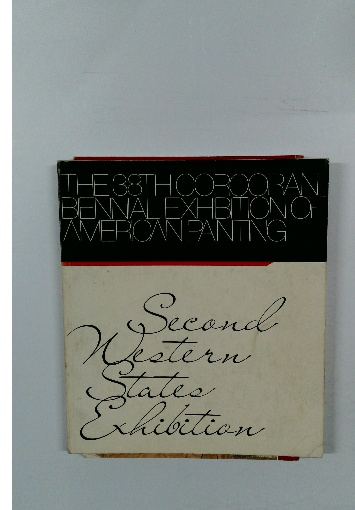 THE 38TH CORCORAN
BIENNIAL EXHIBITION OF
AMERICAN PAINTING
Second
Western
States
Exhibition